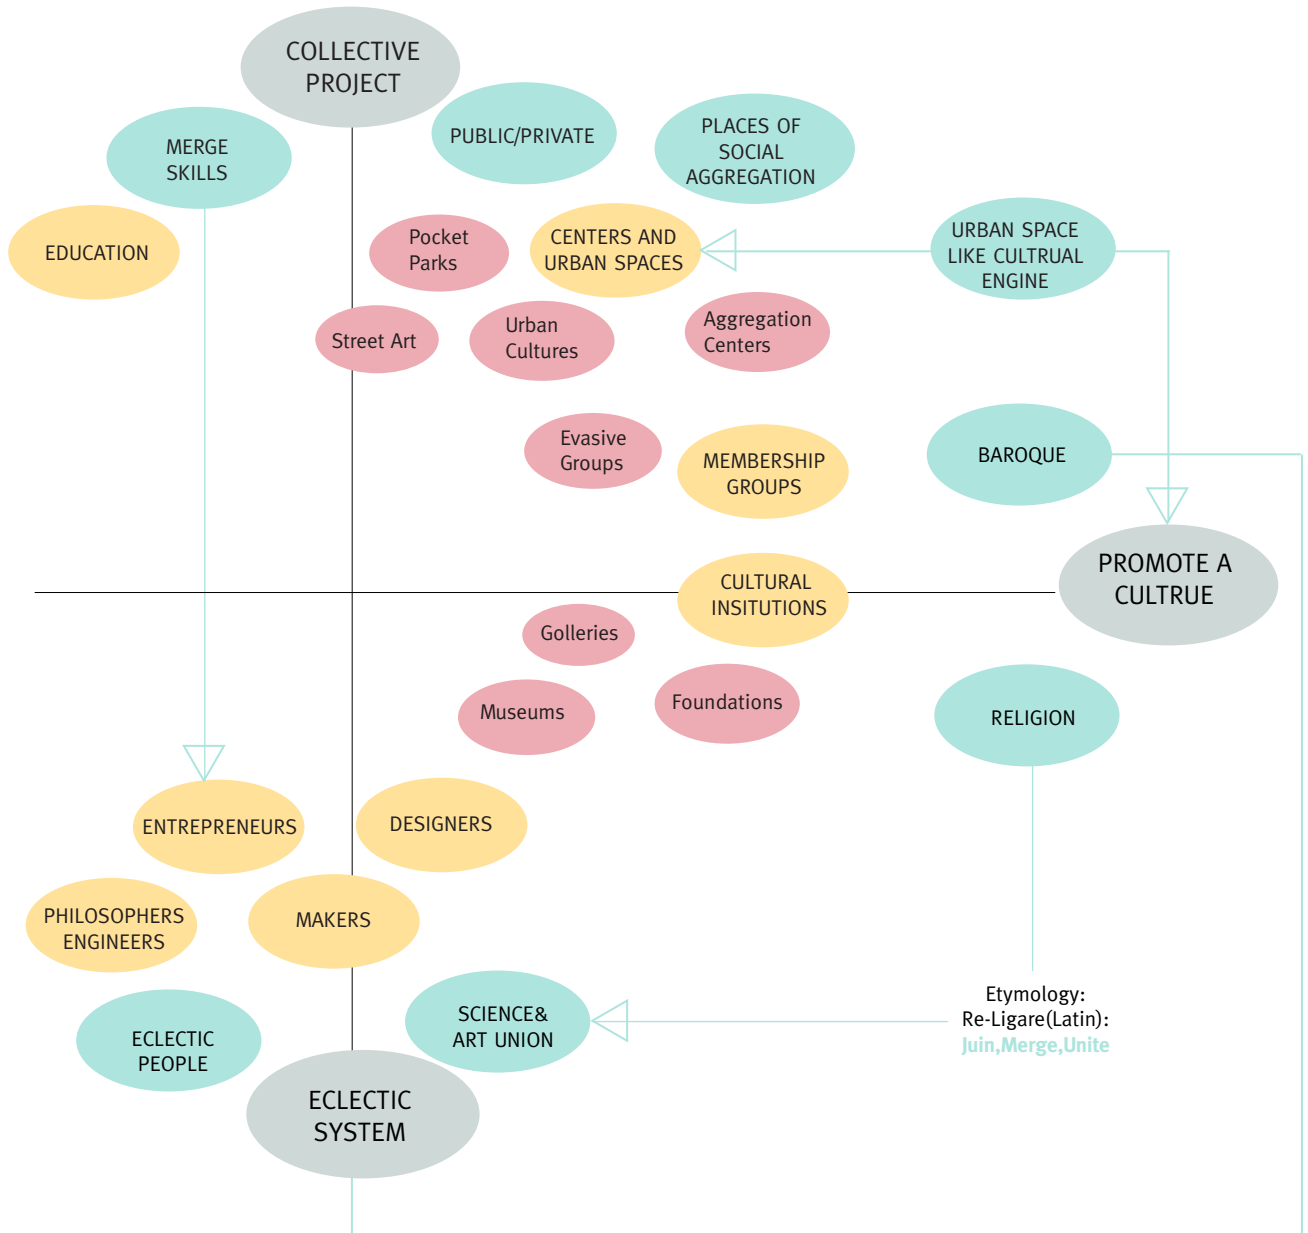 COLLECTIVE
PROJECT
PUBLIC/PRIVATE
PLACES OF
SOCIAL
AGGREGATION
MERGE
SKILLS
EDUCATION
Pocket
Parks
CENTERS AND
URBAN SPACES
URBAN SPACE
LIKE CULTRUAL
ENGINE
Street Art
Urban
Cultures
Aggregation
Centers
Evasive
Groups
MEMBERSHIP
GROUPS
BAROQUE
PROMOTE A
CULTRUE
CULTURAL
INSITUTIONS
Golleries
Museums
Foundations
RELIGION
ENTREPRENEURS
DESIGNERS
PHILOSOPHERS
ENGINEERS
MAKERS
ECLECTIC
PEOPLE
SCIENCE&
ART UNION
Etymology:
Re-Ligare(Latin):
Juin,Merge,Unite
ECLECTIC
SYSTEM